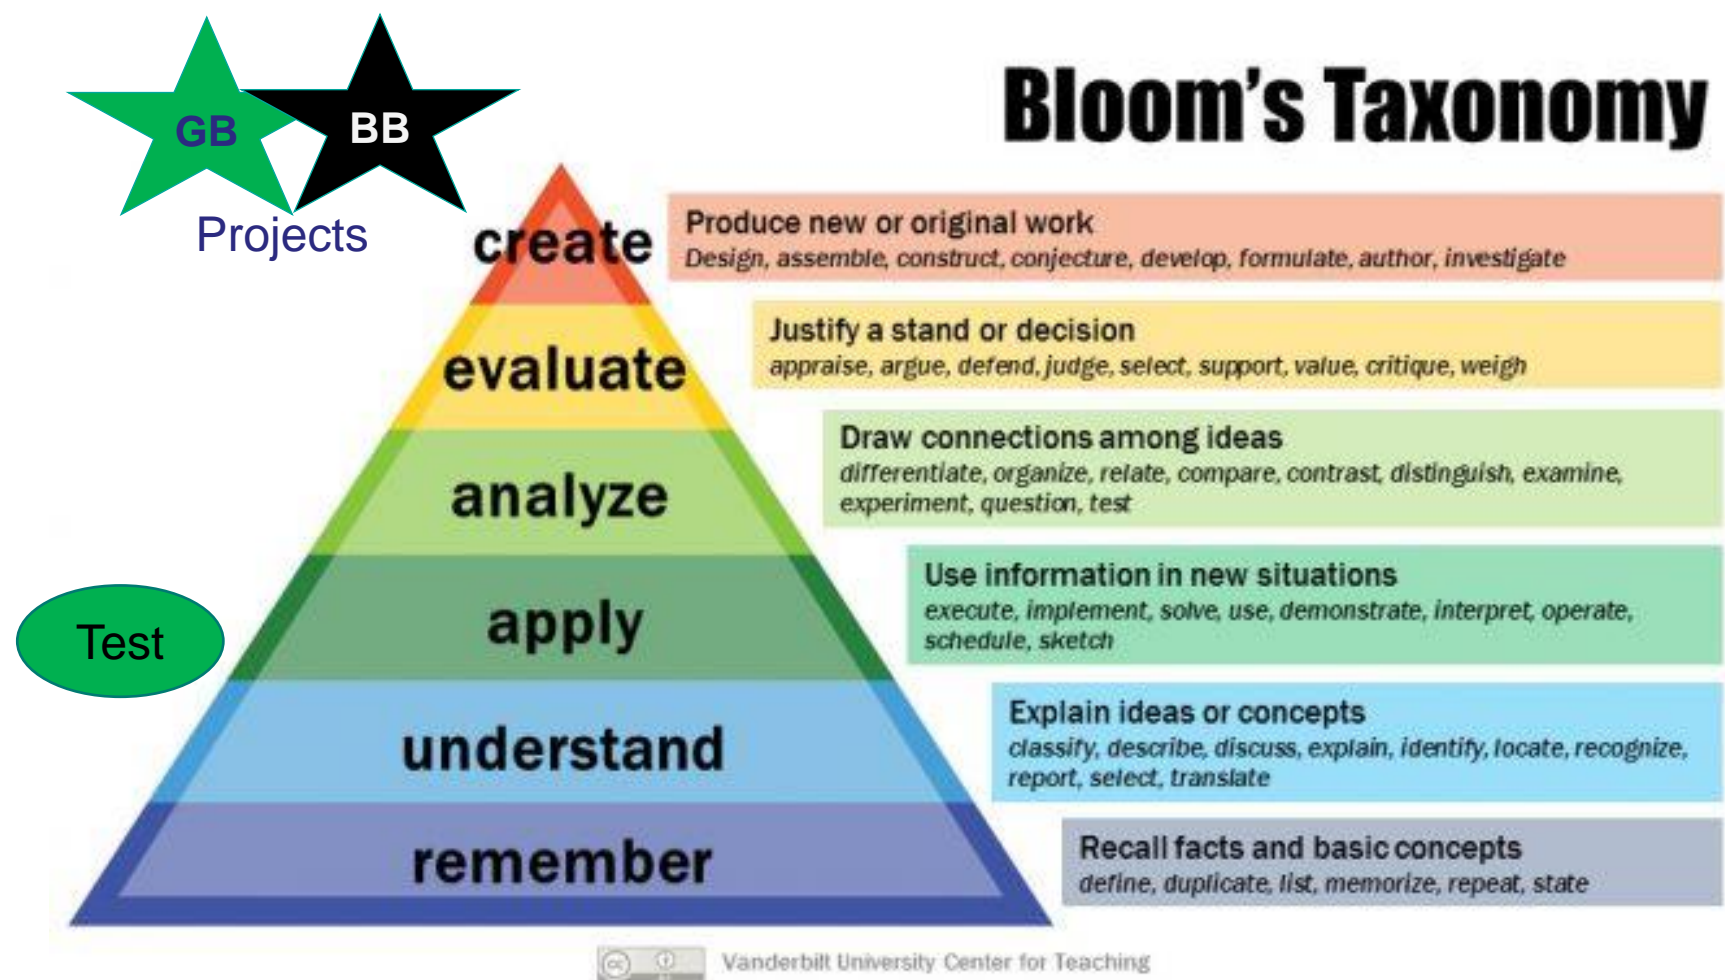 Bloom's Taxonomy
GB
BB
Projects
create
Produce new or original work
Design, assemble, construct, conjecture, develop, formulate, author, investigate
evaluate
Justify a stand or decision
appraise, argue, defend, judge, select, support, value, critique, weigh
analyze
Draw connections among ideas
differentiate, organize, relate, compare, contrast, distinguish, examine,
experiment, question, test
Test
apply
Use information in new situations
execute, implement, solve, use, demonstrate, interpret, operate,
schedule, sketch
understand
Explain ideas or concepts
classify, describe, discuss, explain, identify, locate, recognize,
report, select, translate
remember
Recall facts and basic concepts
define, duplicate, list, memorize, repeat, state
cc
Vanderbilt University Center for Teaching